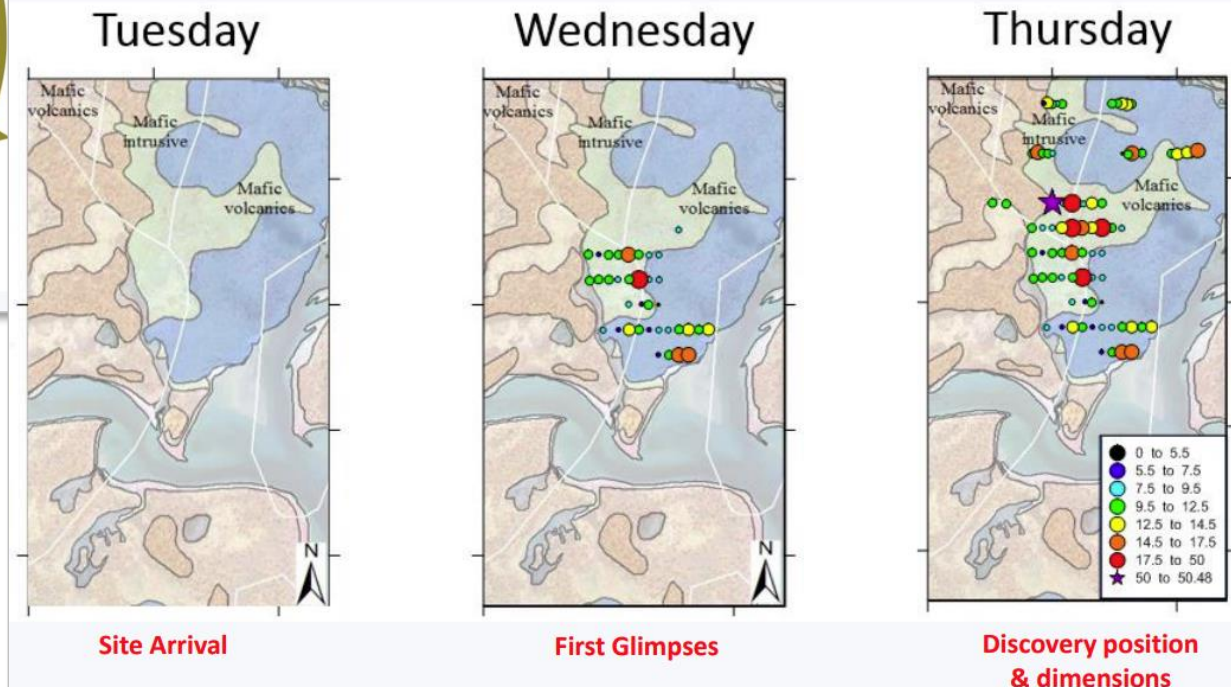 Tuesday
Wednesday
Thursday
Mafic
volcanics
Mafic
intrusive
Mafic
volcanics
N
Mafic
volcanics
Mafic
intrusive
Mafic
volcanics
N
Mafic
volcanics
Mafic
intrusive
Mafic
volcanics
0 to 5.5
5.5 to 7.5
7.5 to 9.5
9.5 to 12.5
12.5 to 14.5
14.5 to 17.5
17.5 to 50
50 to 50.48
Site Arrival
First Glimpses
Discovery position
& dimensions